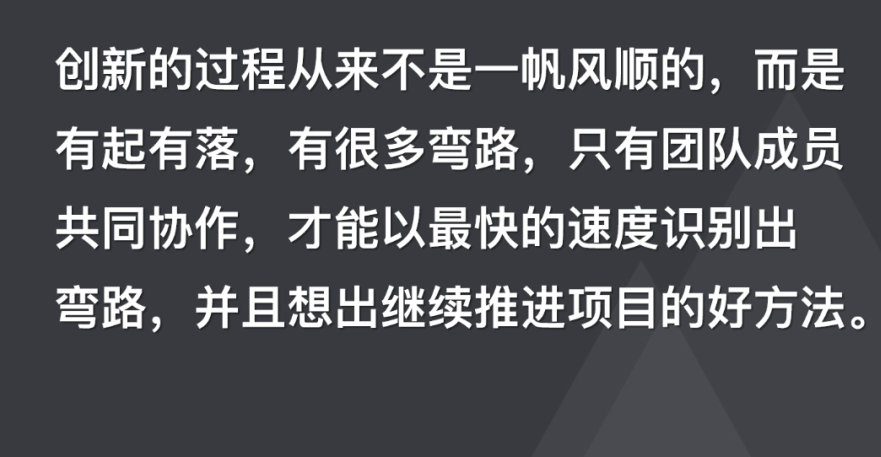 创新的过程从来不是一帆风顺的，而是
有起有落，有很多弯路，只有团队成员
共同协作，才能以最快的速度识别出
弯路，并且想出继续推进项目的好方法。